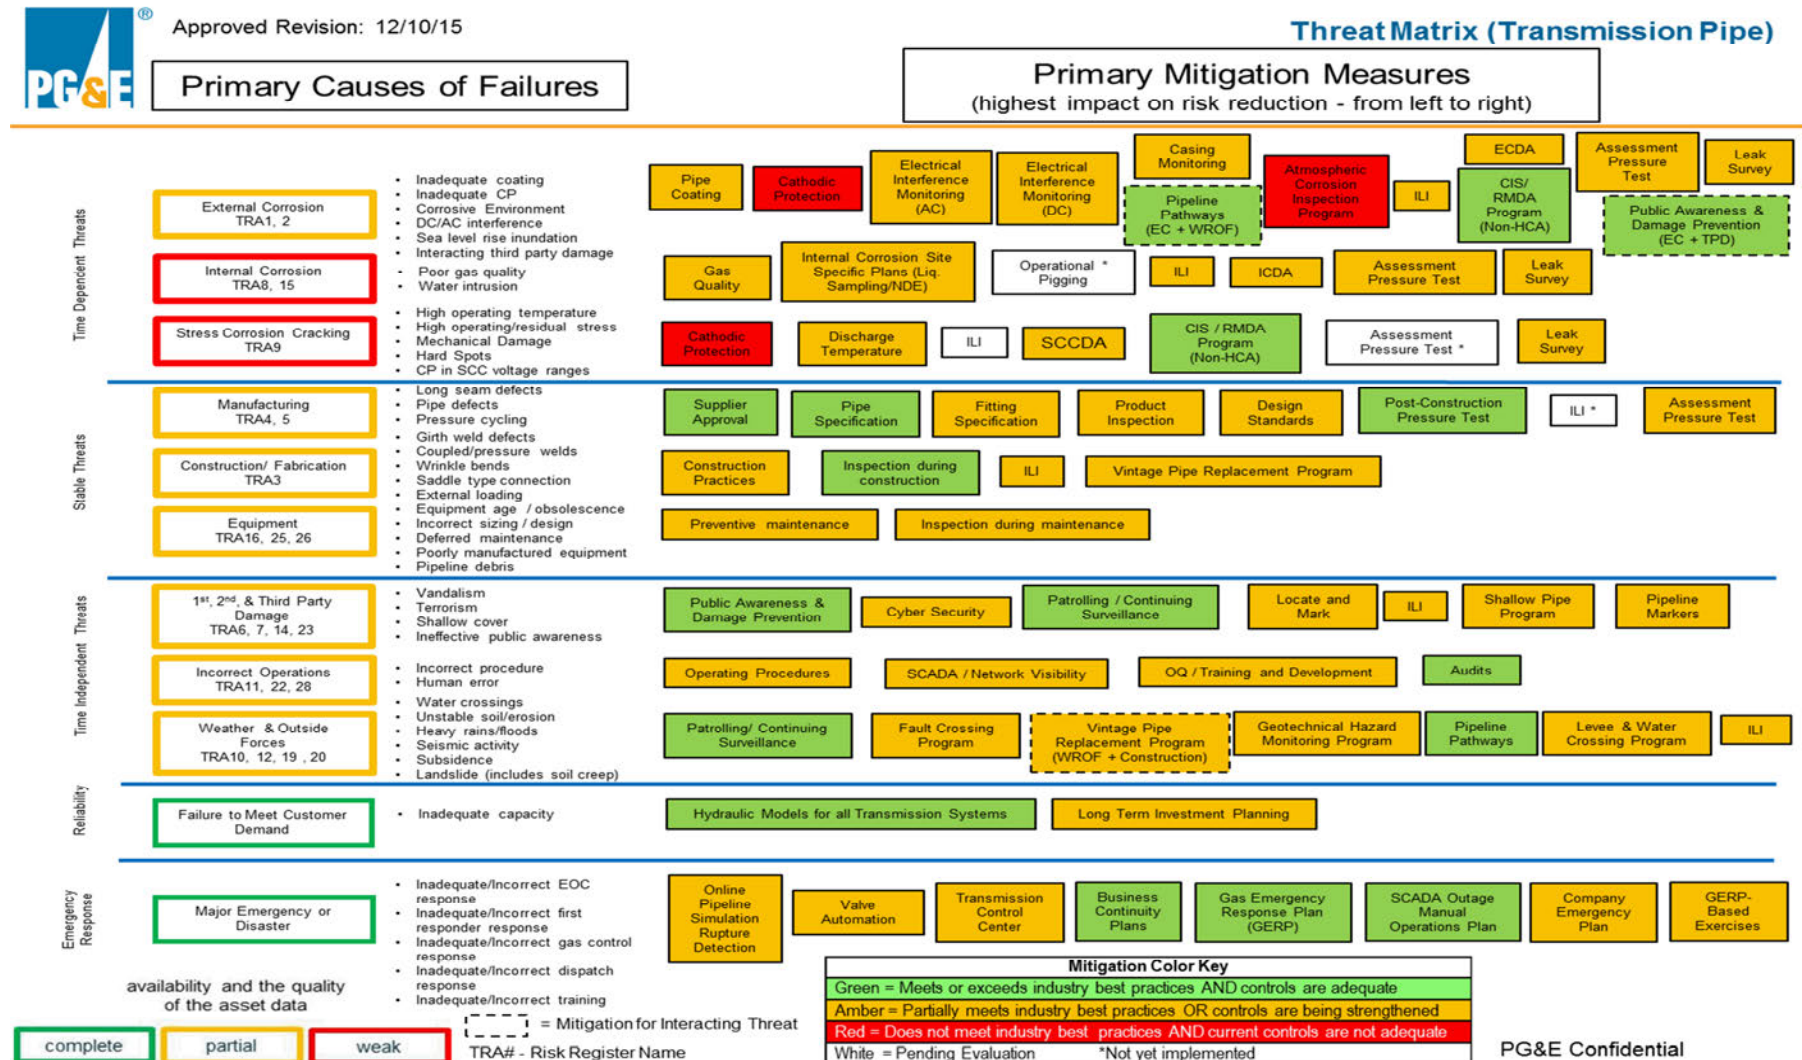 PG&E
®
Approved Revision: 12/10/15
Threat Matrix (Transmission Pipe)
Primary Causes of Failures
Primary Mitigation Measures
(highest impact on risk reduction - from left to right)
Time Dependent Threats
External Corrosion
TRA1, 2
• Inadequate coating
• Inadequate CP
• Corrosive Environment
• DC/AC interference
• Sea level rise inundation
• Interacting third party damage
Pipe
Coating
Cathodic
Protection
Electrical
Interference
Monitoring
(AC)
Electrical
Interference
Monitoring
(DC)
Casing
Monitoring
Pipeline
Pathways
(EC + WROF)
Atmospheric
Corrosion
Inspection
Program
ILI
ECDA
CIS/
RMDA
Program
(Non-HCA)
Assessment
Pressure
Test
Leak
Survey
Public Awareness &
Damage Prevention
(EC + TPD)
Internal Corrosion
TRA8, 15
• Poor gas quality
• Water intrusion
Gas
Quality
Internal Corrosion Site
Specific Plans (Liq.
Sampling/NDE)
Operational *
Pigging
ILI
ICDA
Assessment
Pressure Test
Leak
Survey
Stress Corrosion Cracking
TRA9
• High operating temperature
• High operating/residual stress
• Mechanical Damage
• Hard Spots
• CP in SCC voltage ranges
Cathodic
Protection
Discharge
Temperature
ILI
SCCDA
CIS / RMDA
Program
(Non-HCA)
Assessment
Pressure Test *
Leak
Survey
Stable Threats
Manufacturing
TRA4, 5
• Long seam defects
• Pipe defects
• Pressure cycling
Supplier
Approval
Pipe
Specification
Fitting
Specification
Product
Inspection
Design
Standards
Post-Construction
Pressure Test
ILI *
Assessment
Pressure Test
Construction/ Fabrication
TRA3
• Girth weld defects
• Coupled/pressure welds
• Wrinkle bends
• Saddle type connection
• External loading
Construction
Practices
Inspection during
construction
ILI
Vintage Pipe Replacement Program
Equipment
TRA16, 25, 26
• Equipment age / obsolescence
• Incorrect sizing / design
• Deferred maintenance
• Poorly manufactured equipment
• Pipeline debris
Preventive maintenance
Inspection during maintenance
Time Independent Threats
1st, 2nd, & Third Party
Damage
TRA6, 7, 14, 23
• Vandalism
• Terrorism
• Shallow cover
• Ineffective public awareness
Public Awareness &
Damage Prevention
Cyber Security
Patrolling / Continuing
Surveillance
Locate and
Mark
ILI
Shallow Pipe
Program
Pipeline
Markers
Incorrect Operations
TRA11, 22, 28
• Incorrect procedure
• Human error
Operating Procedures
SCADA / Network Visibility
OQ / Training and Development
Audits
Weather & Outside
Forces
TRA10, 12, 19 , 20
• Water crossings
• Unstable soil/erosion
• Heavy rains/floods
• Seismic activity
• Subsidence
• Landslide (includes soil creep)
Patrolling/ Continuing
Surveillance
Fault Crossing
Program
Vintage Pipe
Replacement Program
(WROF + Construction)
Geotechnical Hazard
Monitoring Program
Pipeline
Pathways
Levee & Water
Crossing Program
ILI
Reliability
Failure to Meet Customer
Demand
• Inadequate capacity
Hydraulic Models for all Transmission Systems
Long Term Investment Planning
Emergency
Response
Major Emergency or
Disaster
• Inadequate/Incorrect EOC
response
• Inadequate/Incorrect first
responder response
• Inadequate/Incorrect gas control
response
• Inadequate/Incorrect dispatch
response
• Inadequate/Incorrect training
Online
Pipeline
Simulation
Rupture
Detection
Valve
Automation
Transmission
Control
Center
Business
Continuity
Plans
Gas Emergency
Response Plan
(GERP)
SCADA Outage
Manual
Operations Plan
Company
Emergency
Plan
GERP-
Based
Exercises
availability and the quality
of the asset data
complete
partial
weak
= Mitigation for Interacting Threat
TRA# - Risk Register Name
Mitigation Color Key
Green = Meets or exceeds industry best practices AND controls are adequate
Amber = Partially meets industry best practices OR controls are being strengthened
Red = Does not meet industry best practices AND current controls are not adequate
White = Pending Evaluation *Not yet implemented
PG&E Confidential